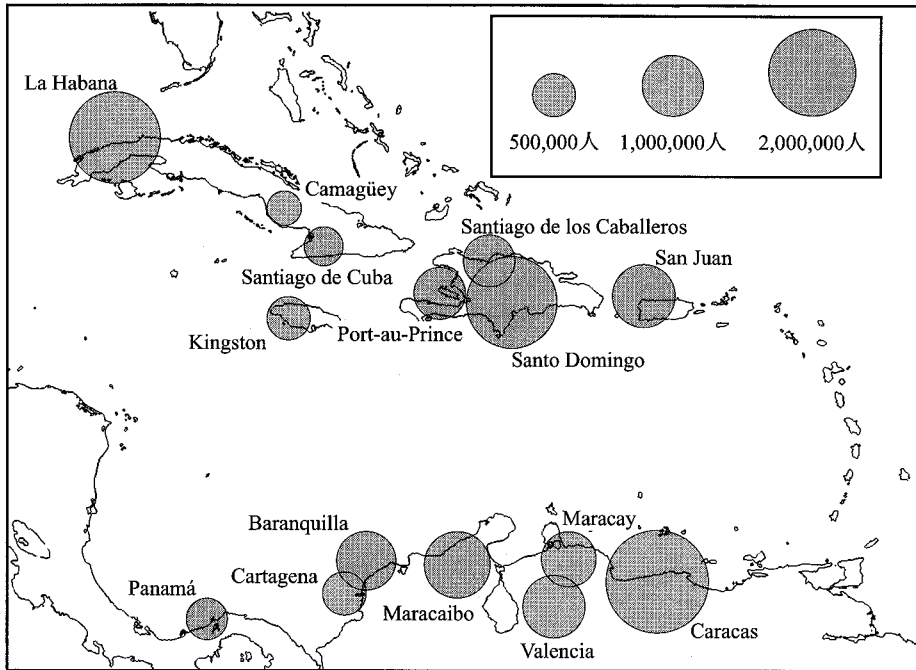 La Habana
500,000人
1,000,000人
2,000,000人
Camagüey
Santiago de los Caballeros
San Juan
Santiago de Cuba
Kingston
Port-au-Prince
Santo Domingo
Baranquilla
Maracay
Cartagena
Panamá
Maracaibo
Caracas
Valencia